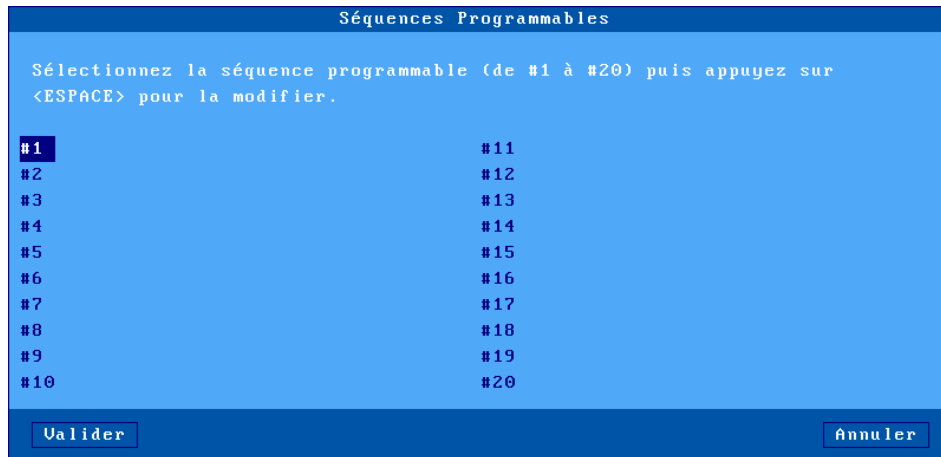 Séquences Programmables
Sélectionnez la séquence programmable (de #1 à #20) puis appuyez sur
<ESPACE> pour la modifier.
#1 #11
#2 #12
#3 #13
#4 #14
#5 #15
#6 #16
#7 #17
#8 #18
#9 #19
#10 #20
Valider Annuler